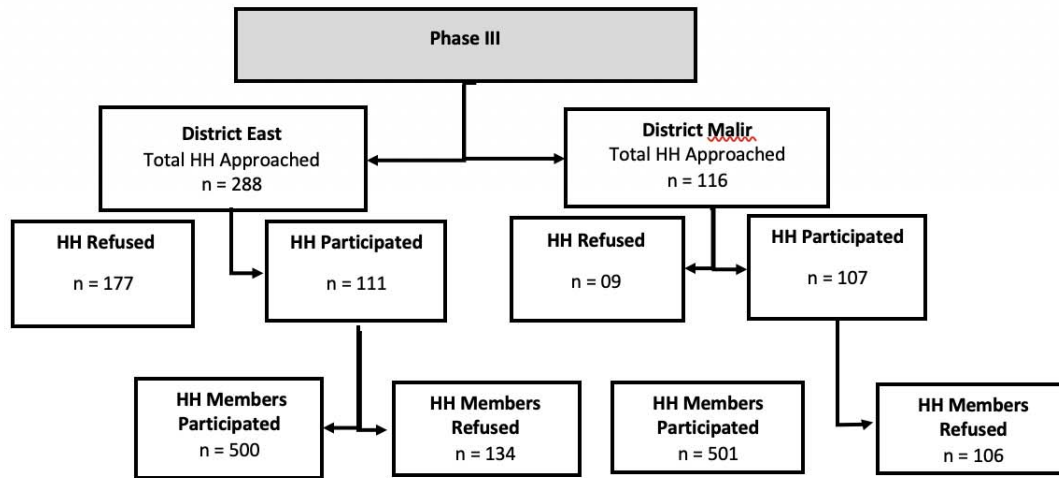 Phase III
District East
Total HH Approached
n = 288
District Malir
Total HH Approached
n = 116
HH Refused
n = 177
HH Participated
n = 111
HH Refused
n = 09
HH Participated
n = 107
HH Members
Participated
n = 500
HH Members
Refused
n = 134
HH Members
Participated
n = 501
HH Members
Refused
n = 106